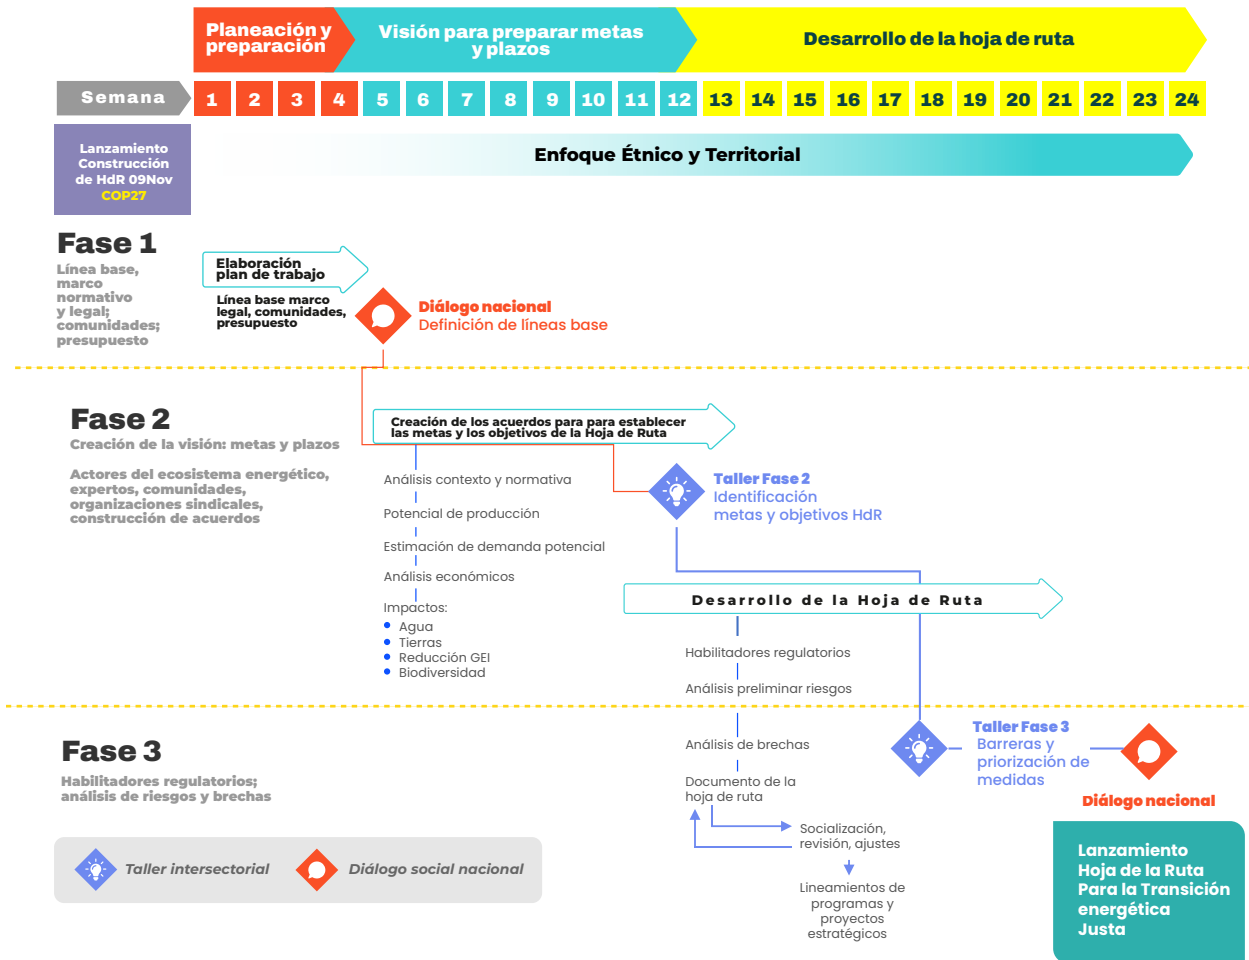 Planeación y
preparación
Visión para preparar metas
y plazos
Desarrollo de la hoja de ruta
Semana
1 2 3 4 5 6 7 8 9 10 11 12 13 14 15 16 17 18 19 20 21 22 23 24
Lanzamiento
Construcción
de HdR 09Nov
COP27
Enfoque Étnico y Territorial
Fase 1
Línea base,
marco
normativo
y legal;
comunidades;
presupuesto
Elaboración
plan de trabajo
Línea base marco
legal, comunidades,
presupuesto
Diálogo nacional
Definición de líneas base
Fase 2
Creación de la visión: metas y plazos
Actores del ecosistema energético,
expertos, comunidades,
organizaciones sindicales,
construcción de acuerdos
Creación de los acuerdos para para establecer
las metas y los objetivos de la Hoja de Ruta
Análisis contexto y normativa
Potencial de producción
Estimación de demanda potencial
Análisis económicos
Impactos:
Agua
Tierras
Reducción GEI
Biodiversidad
Taller Fase 2
Identificación
metas y objetivos HdR
Desarrollo de la Hoja de Ruta
Habilitadores regulatorios
Análisis preliminar riesgos
Fase 3
Habilitadores regulatorios;
análisis de riesgos y brechas
Análisis de brechas
Documento de la
hoja de ruta
Socialización,
revisión, ajustes
Lineamientos de
programas y
proyectos
estratégicos
Taller Fase 3
Barreras y
priorización de
medidas
Diálogo nacional
Lanzamiento
Hoja de la Ruta
Para la Transición
energética
Justa
Taller intersectorial
Diálogo social nacional